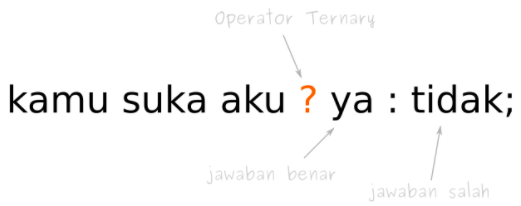 Operator Ternary
kamu suka aku ? ya : tidak;
jawaban benar
jawaban salah